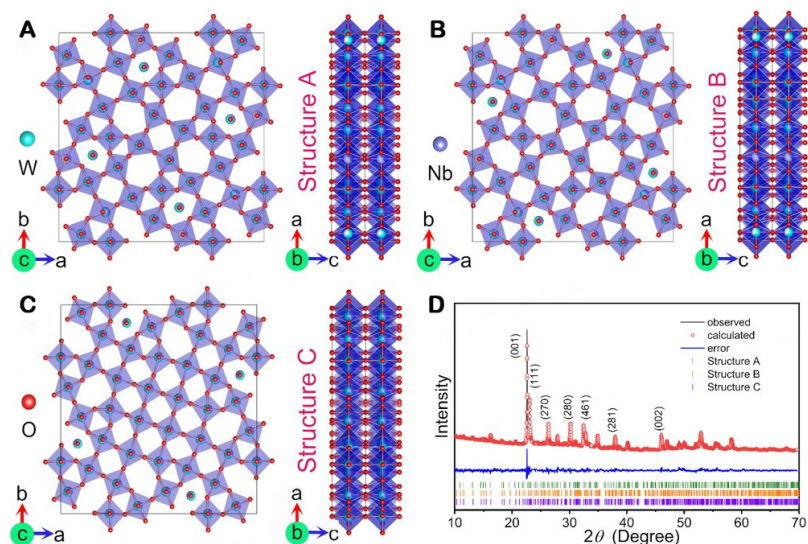 A
W
b
c
a
Structure A
a
b
c
B
Nb
b
c
a
Structure B
a
b
c
C
O
b
c
a
Structure C
a
b
c
D
observed
calculated
error
Structure A
Structure B
Structure C
(001)
(111)
(270)
(280)
(461)
(281)
(002)
Intensity
10 20 30 40 50 60 70
2θ (Degree)